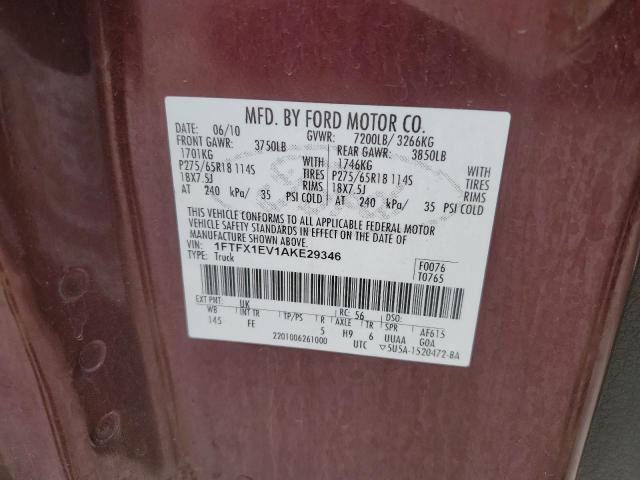 MFD. BY FORD MOTOR CO.
DATE: 06/10 GVWR: 7200LB/ 3266KG
FRONT GAWR: 3750LB REAR GAWR: 3850LB
1701KG WITH 1746KG WITH
P275/65R18 114S TIRES P275/65R18 114S TIRES
18X7.5J RIMS 18X7.5J RIMS
AT 240 kPa/ 35 PSI COLD AT 240 kPa/ 35 PSI COLD
THIS VEHICLE CONFORMS TO ALL APPLICABLE FEDERAL MOTOR
VEHICLE SAFETY STANDARDS IN EFFECT ON THE DATE OF
MANUFACTURE SHOWN ABOVE.
VIN: 1FTFX1EV1AKE29346 F0076
TYPE: Truck T0765
EXT PNT: UK RC: 56 DSO:
WB INT TR TP/PS R AXLE TR SPR AF615
145 FE 5 H9 6 UUAA G0A
2201006261000 UTC ▽5U5A-1520472-BA